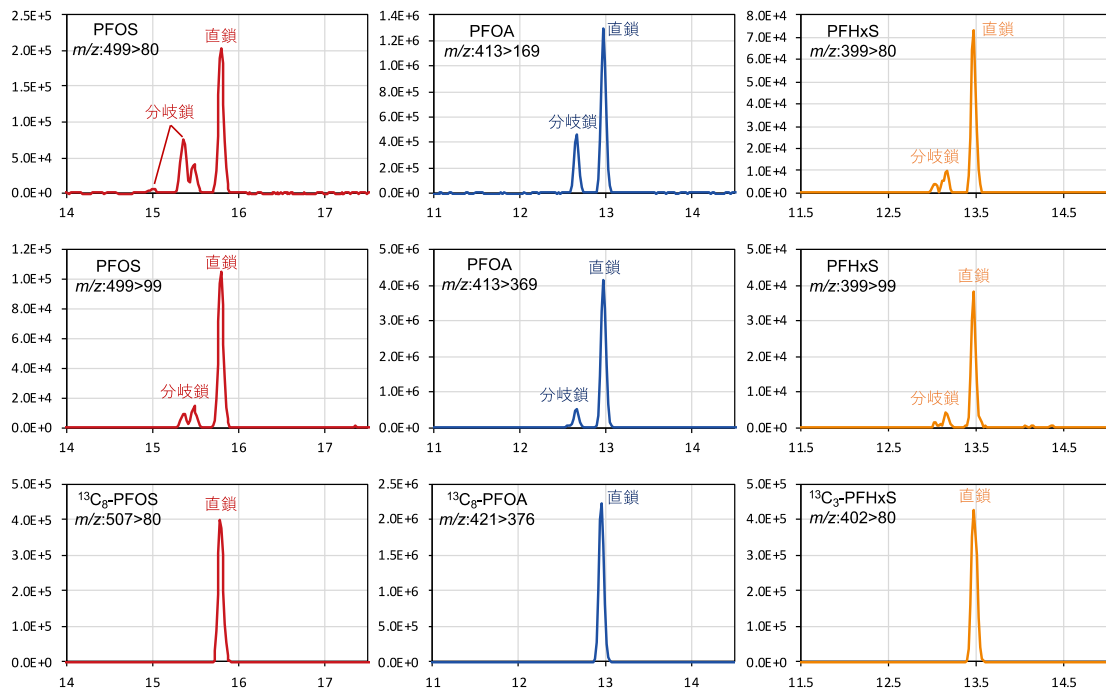 PFOS
m/z:499>80
直鎖
分岐鎖
2.5E+5
2.0E+5
1.5E+5
1.0E+5
5.0E+4
0.0E+0
14
15
16
17
PFOA
m/z:413>169
直鎖
分岐鎖
1.4E+6
1.2E+6
1.0E+6
8.0E+5
6.0E+5
4.0E+5
2.0E+5
0.0E+0
11
12
13
14
PFHxS
m/z:399>80
直鎖
分岐鎖
8.0E+4
7.0E+4
6.0E+4
5.0E+4
4.0E+4
3.0E+4
2.0E+4
1.0E+4
0.0E+0
11.5
12.5
13.5
14.5
PFOS
m/z:499>99
直鎖
分岐鎖
1.2E+5
1.0E+5
8.0E+4
6.0E+4
4.0E+4
2.0E+4
0.0E+0
14
15
16
17
PFOA
m/z:413>369
直鎖
分岐鎖
5.0E+6
4.0E+6
3.0E+6
2.0E+6
1.0E+6
0.0E+0
11
12
13
14
PFHxS
m/z:399>99
直鎖
分岐鎖
5.0E+4
4.0E+4
3.0E+4
2.0E+4
1.0E+4
0.0E+0
11.5
12.5
13.5
14.5
¹³C₈-PFOS
m/z:507>80
直鎖
5.0E+5
4.0E+5
3.0E+5
2.0E+5
1.0E+5
0.0E+0
14
15
16
17
¹³C₈-PFOA
m/z:421>376
直鎖
2.5E+6
2.0E+6
1.5E+6
1.0E+6
5.0E+5
0.0E+0
11
12
13
14
¹³C₃-PFHxS
m/z:402>80
直鎖
5.0E+5
4.0E+5
3.0E+5
2.0E+5
1.0E+5
0.0E+0
11.5
12.5
13.5
14.5